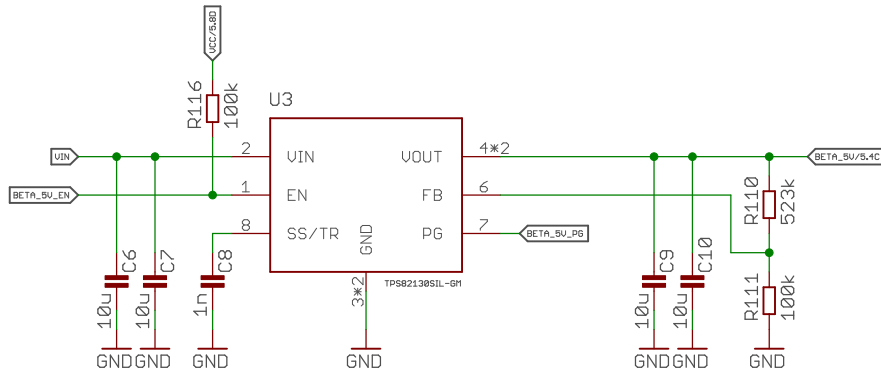 VCC/5.8D
R116
100k
U3
VIN
2
VIN
VOUT
4*2
BETA_5V/5.4C
BETA_5V_EN
1
EN
FB
6
R110
523k
8
SS/TR
GND
PG
7
BETA_5V_PG
C6
10u
C7
10u
C8
1n
3*2
TPS82130SIL-GM
C9
10u
C10
10u
R111
100k
GND
GND
GND
GND
GND
GND
GND